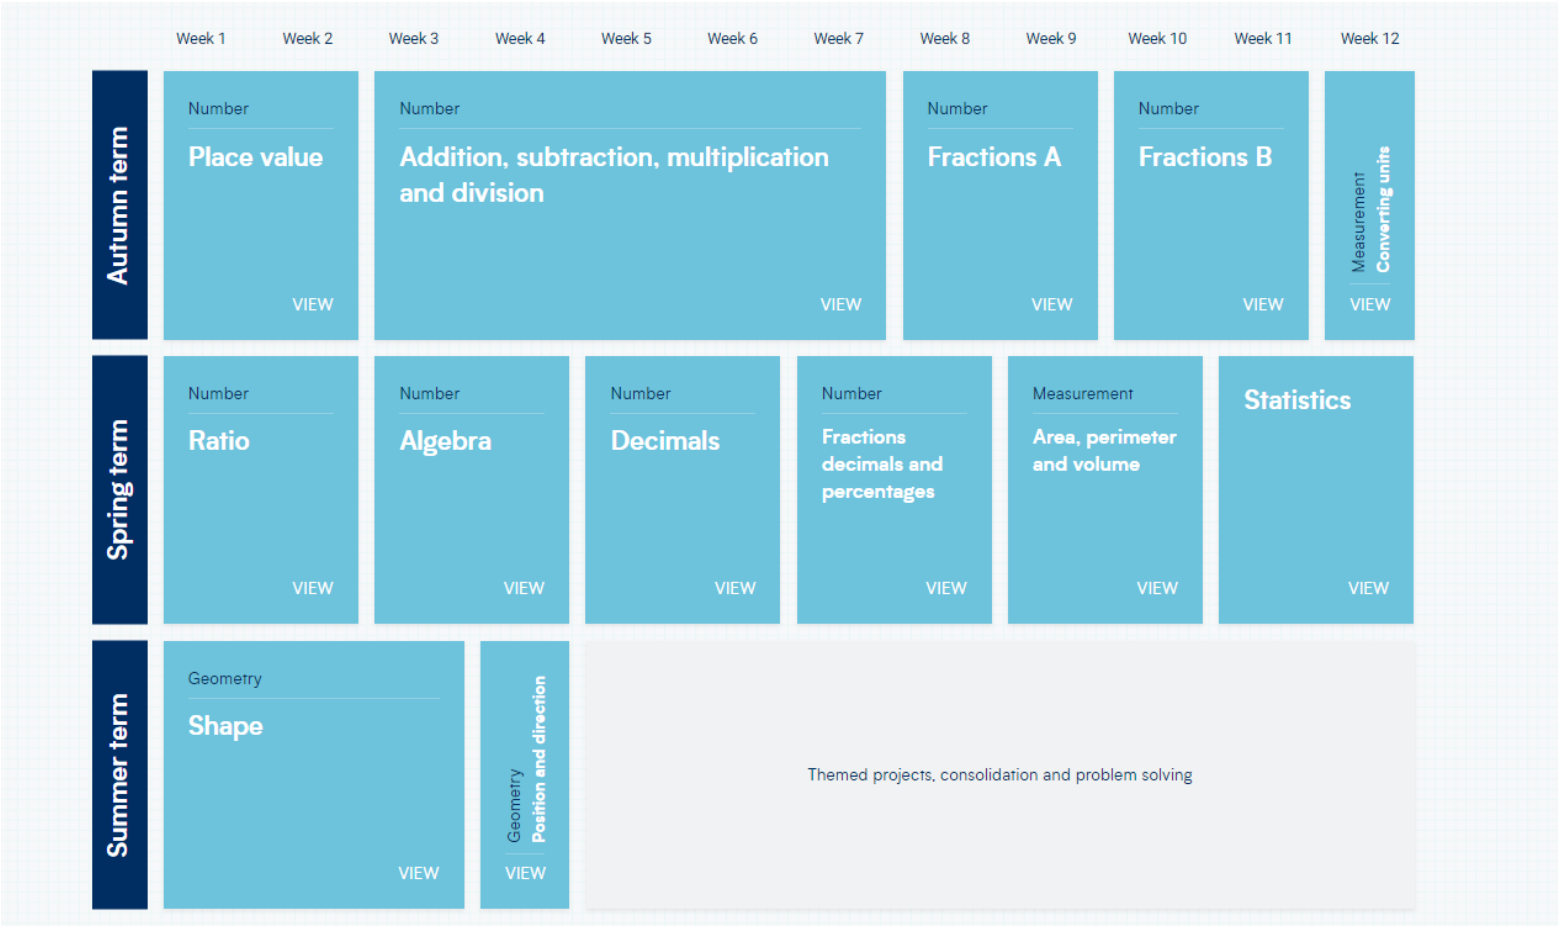 Week 1
Week 2
Week 3
Week 4
Week 5
Week 6
Week 7
Week 8
Week 9
Week 10
Week 11
Week 12
Autumn term
Number
Place value
VIEW
Number
Addition, subtraction, multiplication
and division
VIEW
Number
Fractions A
VIEW
Number
Fractions B
VIEW
Measurement
Converting units
VIEW
Spring term
Number
Ratio
VIEW
Number
Algebra
VIEW
Number
Decimals
VIEW
Number
Fractions
decimals and
percentages
VIEW
Measurement
Area, perimeter
and volume
VIEW
Statistics
VIEW
Summer term
Geometry
Shape
VIEW
Geometry
Position and direction
VIEW
Themed projects, consolidation and problem solving